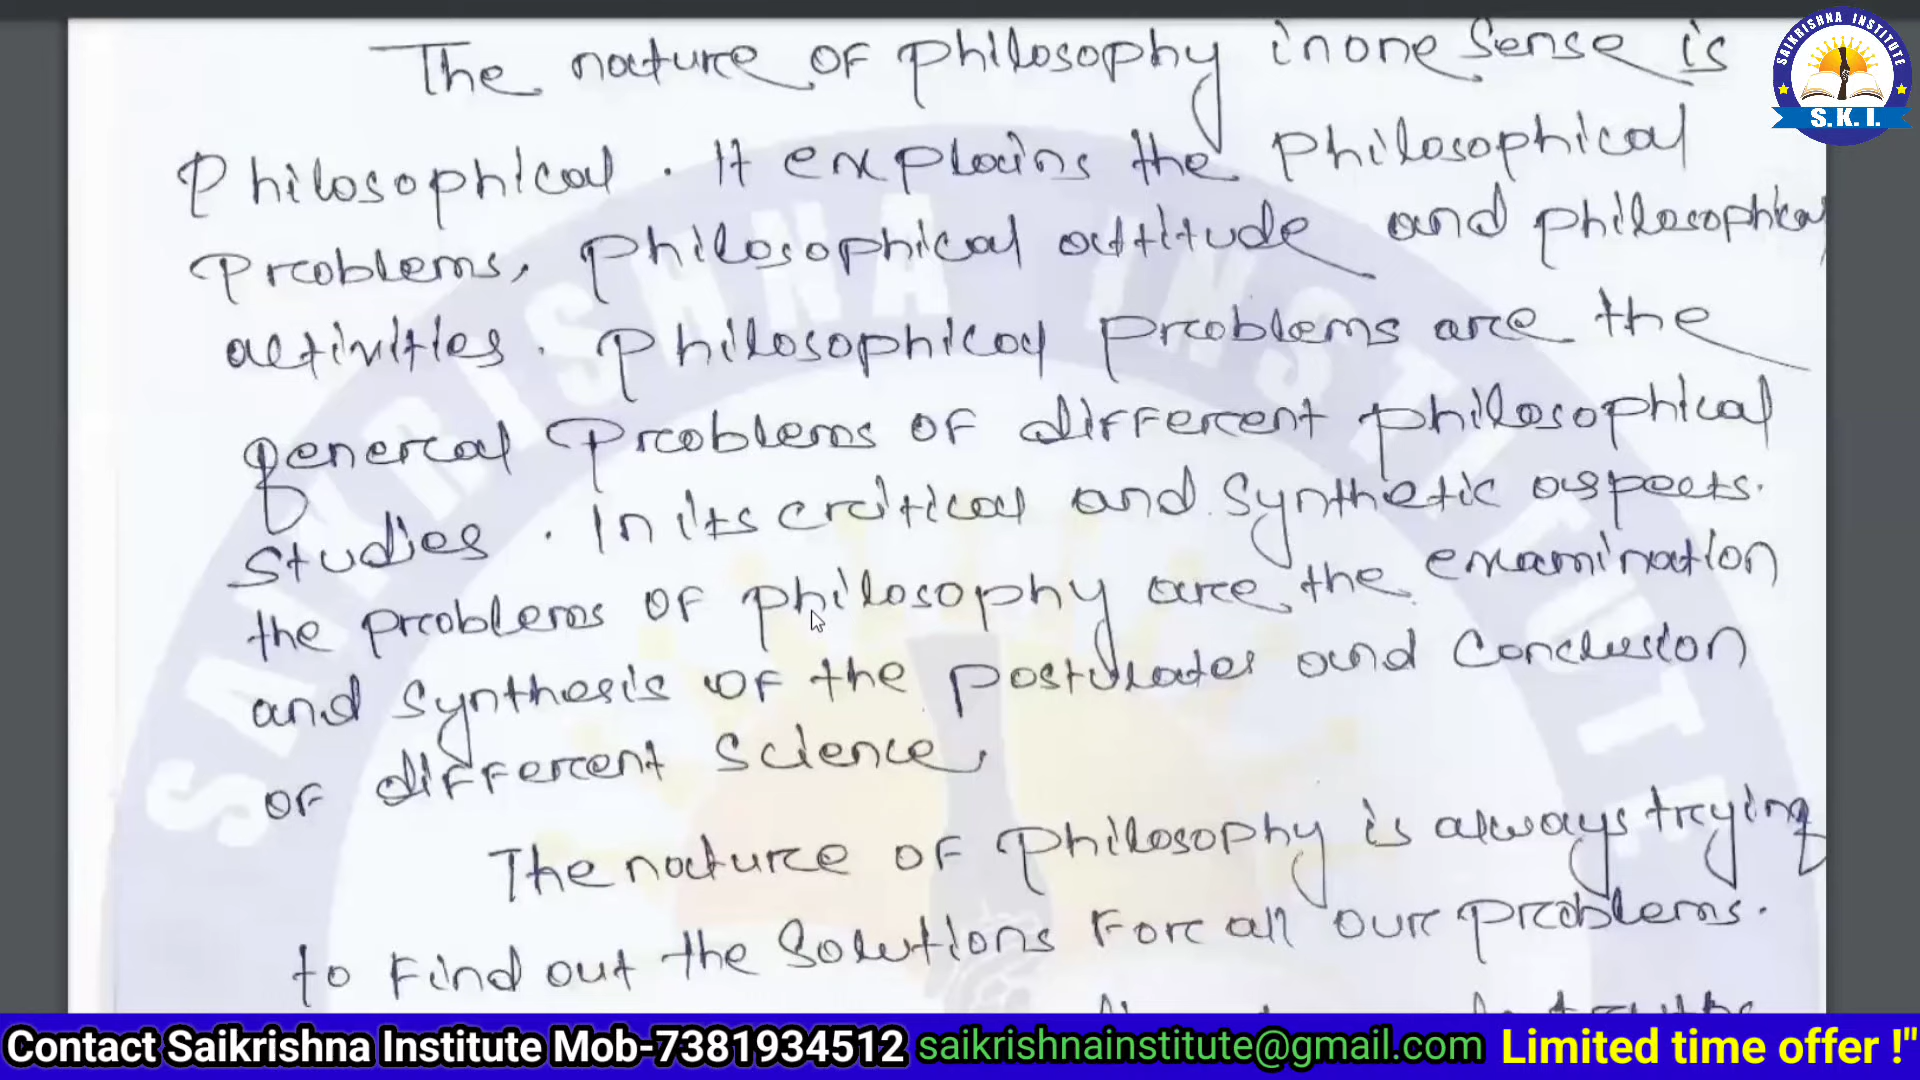 The nature of philosophy in one Sense is
Philosophical. It explains the philosophical
Problems, philosophical attitude and philosophical
activities. Philosophical problems are the
general problems of different philosophical
studies. In its critical and synthetic aspects.
the problems of philosophy are the examination
and synthesis of the postulates and conclusion
of different science,
The nature of philosophy is always trying
to find out the solutions for all our problems.
SAIKRISHNA INSTITUTE
SAIKRISHNA INSTITUTE
S.K.I.
Contact Saikrishna Institute Mob-7381934512 saikrishnainstitute@gmail.com Limited time offer !"